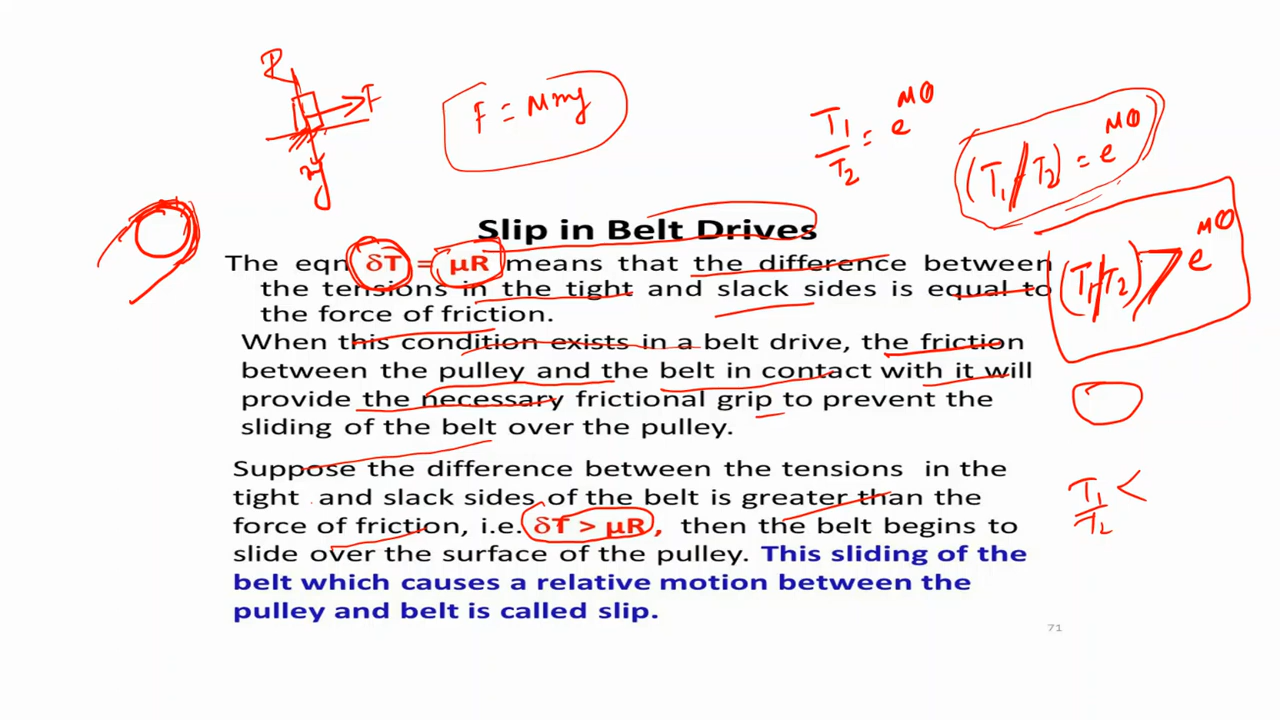 R
F
mg
F = μmg
T1/T2 = e^μθ
(T1/T2) = e^μθ
Slip in Belt Drives
The eqn δT = μR means that the difference between
the tensions in the tight and slack sides is equal to
the force of friction.
(T1/T2) > e^μθ
When this condition exists in a belt drive, the friction
between the pulley and the belt in contact with it will
provide the necessary frictional grip to prevent the
sliding of the belt over the pulley.
Suppose the difference between the tensions in the
tight and slack sides of the belt is greater than the
T1/T2 <
force of friction, i.e. δT > μR, then the belt begins to
slide over the surface of the pulley. This sliding of the
belt which causes a relative motion between the
pulley and belt is called slip.
71